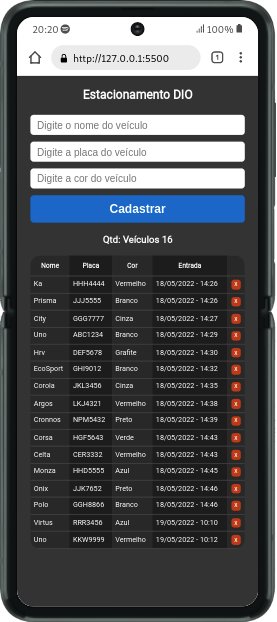 20:20 100%
http://127.0.0.1:5500 1
Estacionamento DIO
Digite o nome do veículo
Digite a placa do veículo
Digite a cor do veículo
Cadastrar
Qtd: Veículos 16
Nome Placa Cor Entrada
Ka HHH4444 Vermelho 18/05/2022 - 14:26 x
Prisma JJJ5555 Branco 18/05/2022 - 14:26 x
City GGG7777 Cinza 18/05/2022 - 14:27 x
Uno ABC1234 Branco 18/05/2022 - 14:29 x
Hrv DEF5678 Grafite 18/05/2022 - 14:30 x
EcoSport GHI9012 Branco 18/05/2022 - 14:32 x
Corola JKL3456 Cinza 18/05/2022 - 14:35 x
Argos LKJ4321 Vermelho 18/05/2022 - 14:38 x
Cronnos NPM5432 Preto 18/05/2022 - 14:39 x
Corsa HGF5643 Verde 18/05/2022 - 14:43 x
Celta CER3332 Vermelho 18/05/2022 - 14:43 x
Monza HHD5555 Azul 18/05/2022 - 14:45 x
Onix JJK7652 Preto 18/05/2022 - 14:46 x
Polo GGH8866 Branco 18/05/2022 - 14:46 x
Virtus RRR3456 Azul 19/05/2022 - 10:10 x
Uno KKW9999 Vermelho 19/05/2022 - 10:12 x